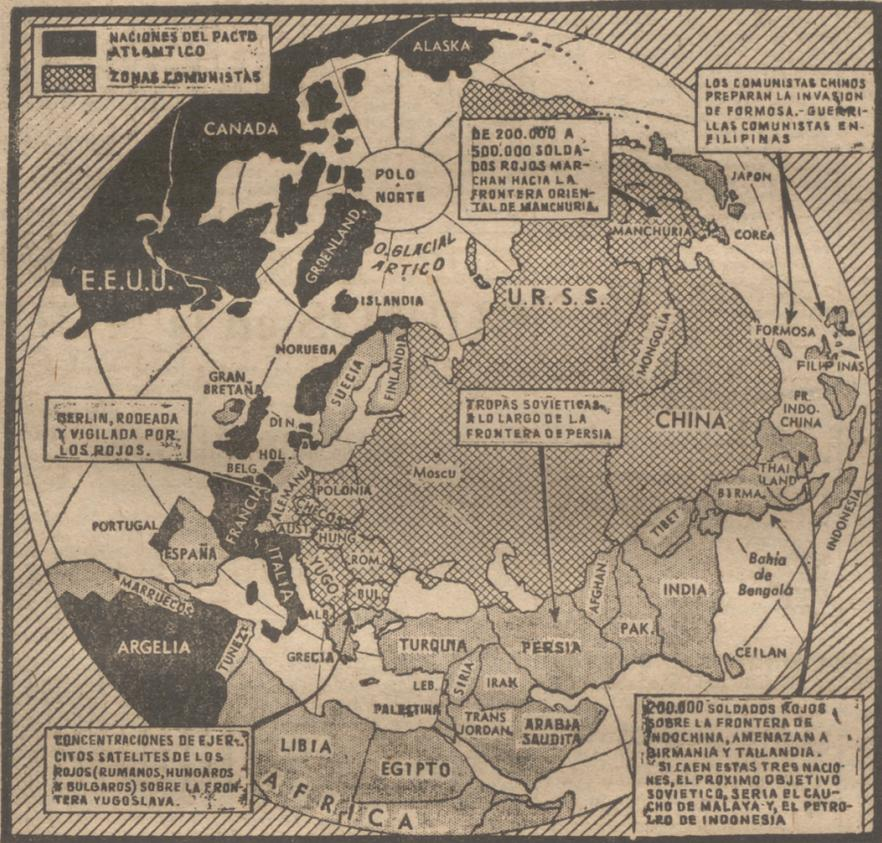 NACIONES DEL PACTO
ATLANTICO
ZONAS COMUNISTAS
ALASKA
LOS COMUNISTAS CHINOS
PREPARAN LA INVASION
DE FORMOSA.- GUERRI-
LLAS COMUNISTAS EN
FILIPINAS
CANADA
DE 200.000 A
500.000 SOLDA-
DOS ROJOS MAR-
CHAN HACIA LA
FRONTERA ORIEN-
TAL DE MANCHURIA.
POLO
NORTE
JAPON
MANCHURIA
COREA
GROENLAND
O. GLACIAL
ARTICO
E.E.U.U.
ISLANDIA
U.R.S.S.
MONGOLIA
FORMOSA
FILIPINAS
NORUEGA
SUECIA
FINLANDIA
GRAN
BRETAÑA
DIN
HOL.
BELG
BERLIN, RODEADA
Y VIGILADA POR
LOS ROJOS.
TROPAS SOVIETICAS
A LO LARGO DE LA
FRONTERA DE PERSIA
CHINA
FR.
INDO-
CHINA
THAI
LAND
BIRMA.
INDONESIA
MOSCU
ALEMANIA
POLONIA
CHECOS
FRANCIA
AUST
HUNG
PORTUGAL
ESPAÑA
ITALIA
YUGO.
ROM.
BUL.
ALB.
GRECIA
TIBET
AFGHAN
INDIA
Bahía
de
Bengala
PAK.
CEILAN
MARRUECOS
ARGELIA
TUNEZ
TURQUIA
PERSIA
LEB.
SIRIA
IRAK
PALESTINA
TRANS
JORDAN.
ARABIA
SAUDITA
LIBIA
EGIPTO
AFRICA
CONCENTRACIONES DE EJER-
CITOS SATELITES DE LOS
ROJOS (RUMANOS, HUNGAROS
Y BULGAROS) SOBRE LA FRON-
TERA YUGOSLAVA.
200.000 SOLDADOS ROJOS
SOBRE LA FRONTERA DE
INDOCHINA, AMENAZAN A
BIRMANIA Y TAILANDIA.
SI CAEN ESTAS TRES NACIO-
NES, EL PROXIMO OBJETIVO
SOVIETICO, SERIA EL CAU-
CHO DE MALAYA Y, EL PETRO-
LEO DE INDONESIA